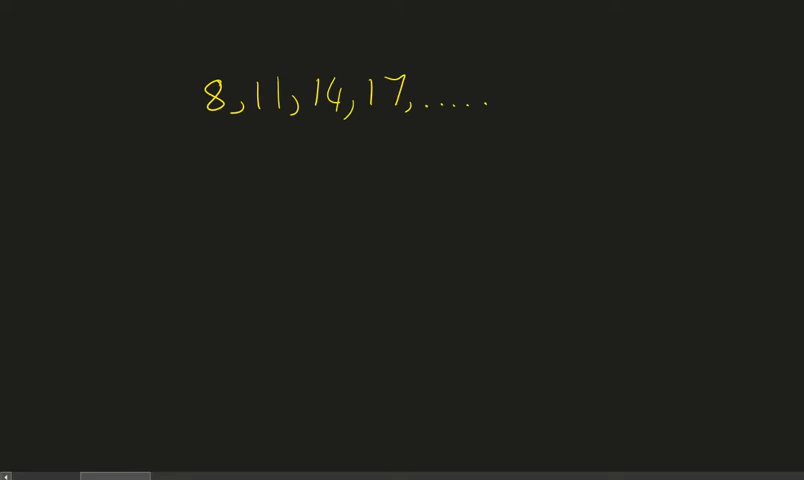 8, 11, 14, 17, .....